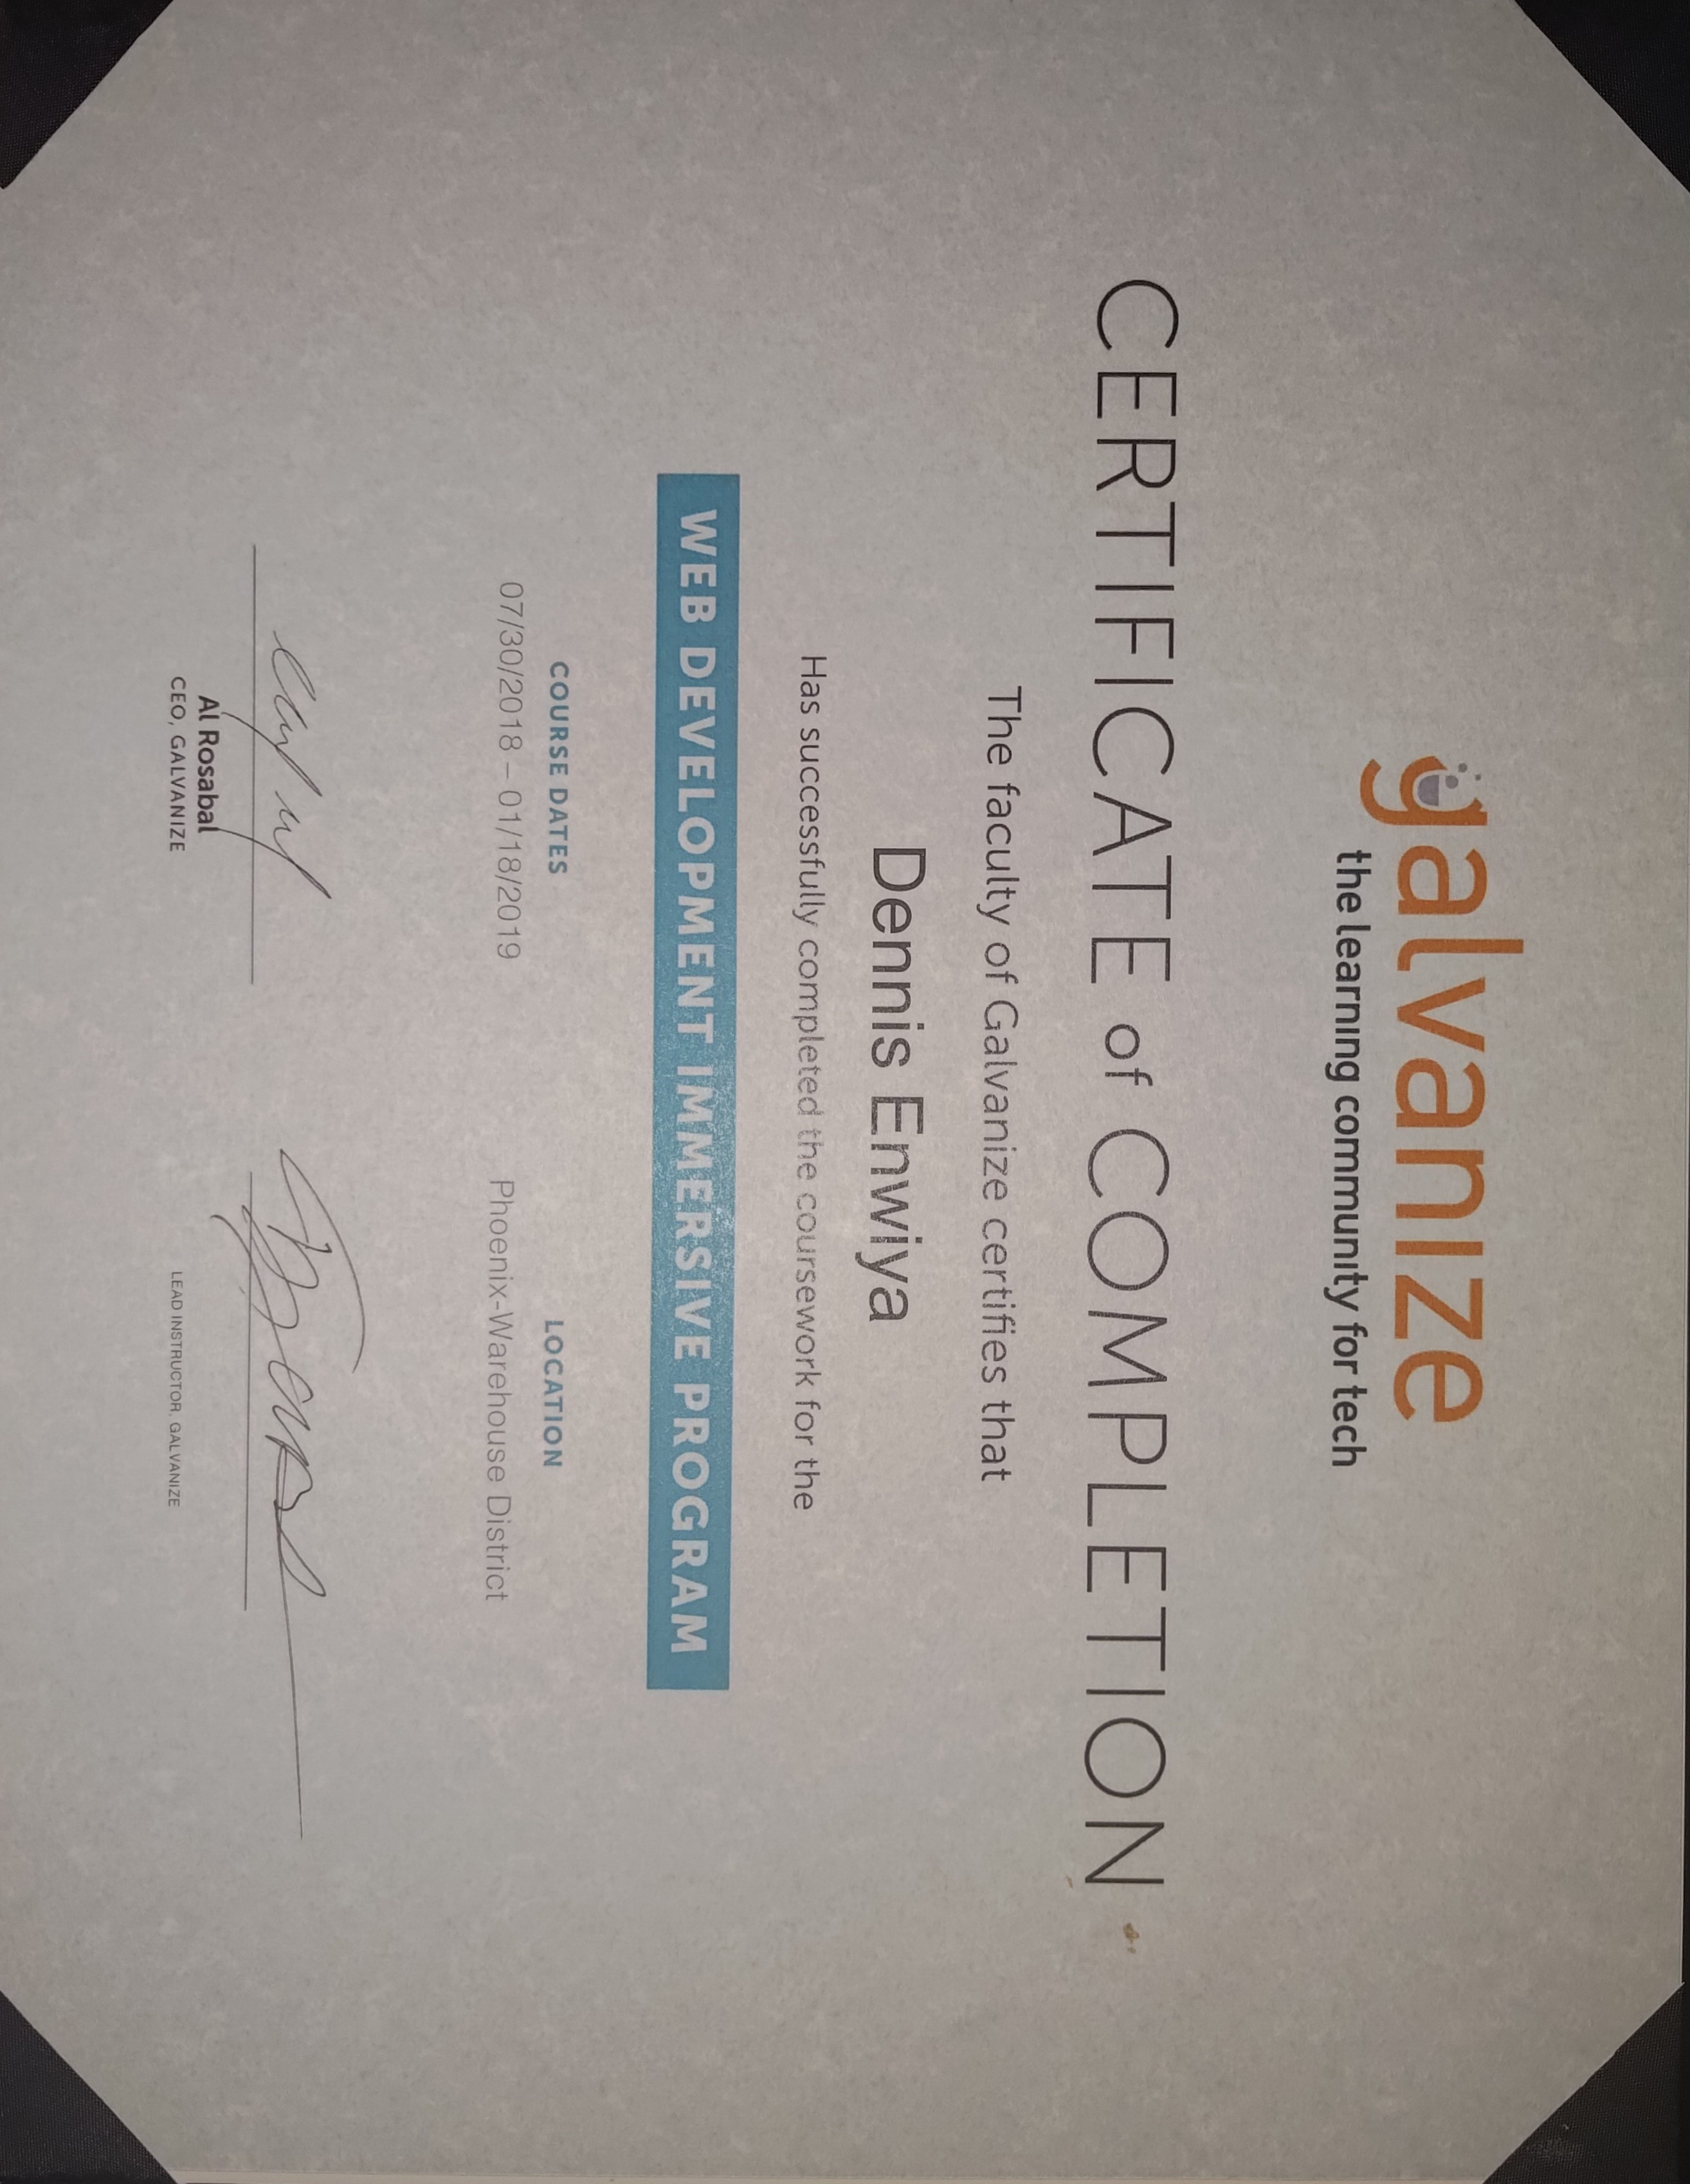 galvanize
the learning community for tech
CERTIFICATE of COMPLETION
The faculty of Galvanize certifies that
Dennis Enwiya
Has successfully completed the coursework for the
WEB DEVELOPMENT IMMERSIVE PROGRAM
COURSE DATES
07/30/2018 – 01/18/2019
LOCATION
Phoenix-Warehouse District
Al Rosabal
CEO, GALVANIZE
LEAD INSTRUCTOR, GALVANIZE